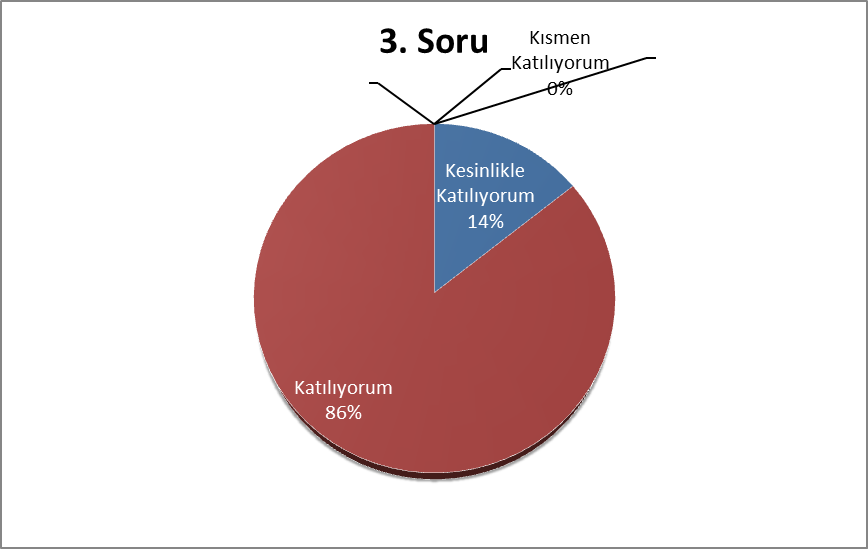 3. Soru
Kısmen
Katılıyorum
0%
Kesinlikle
Katılıyorum
14%
Katılıyorum
86%